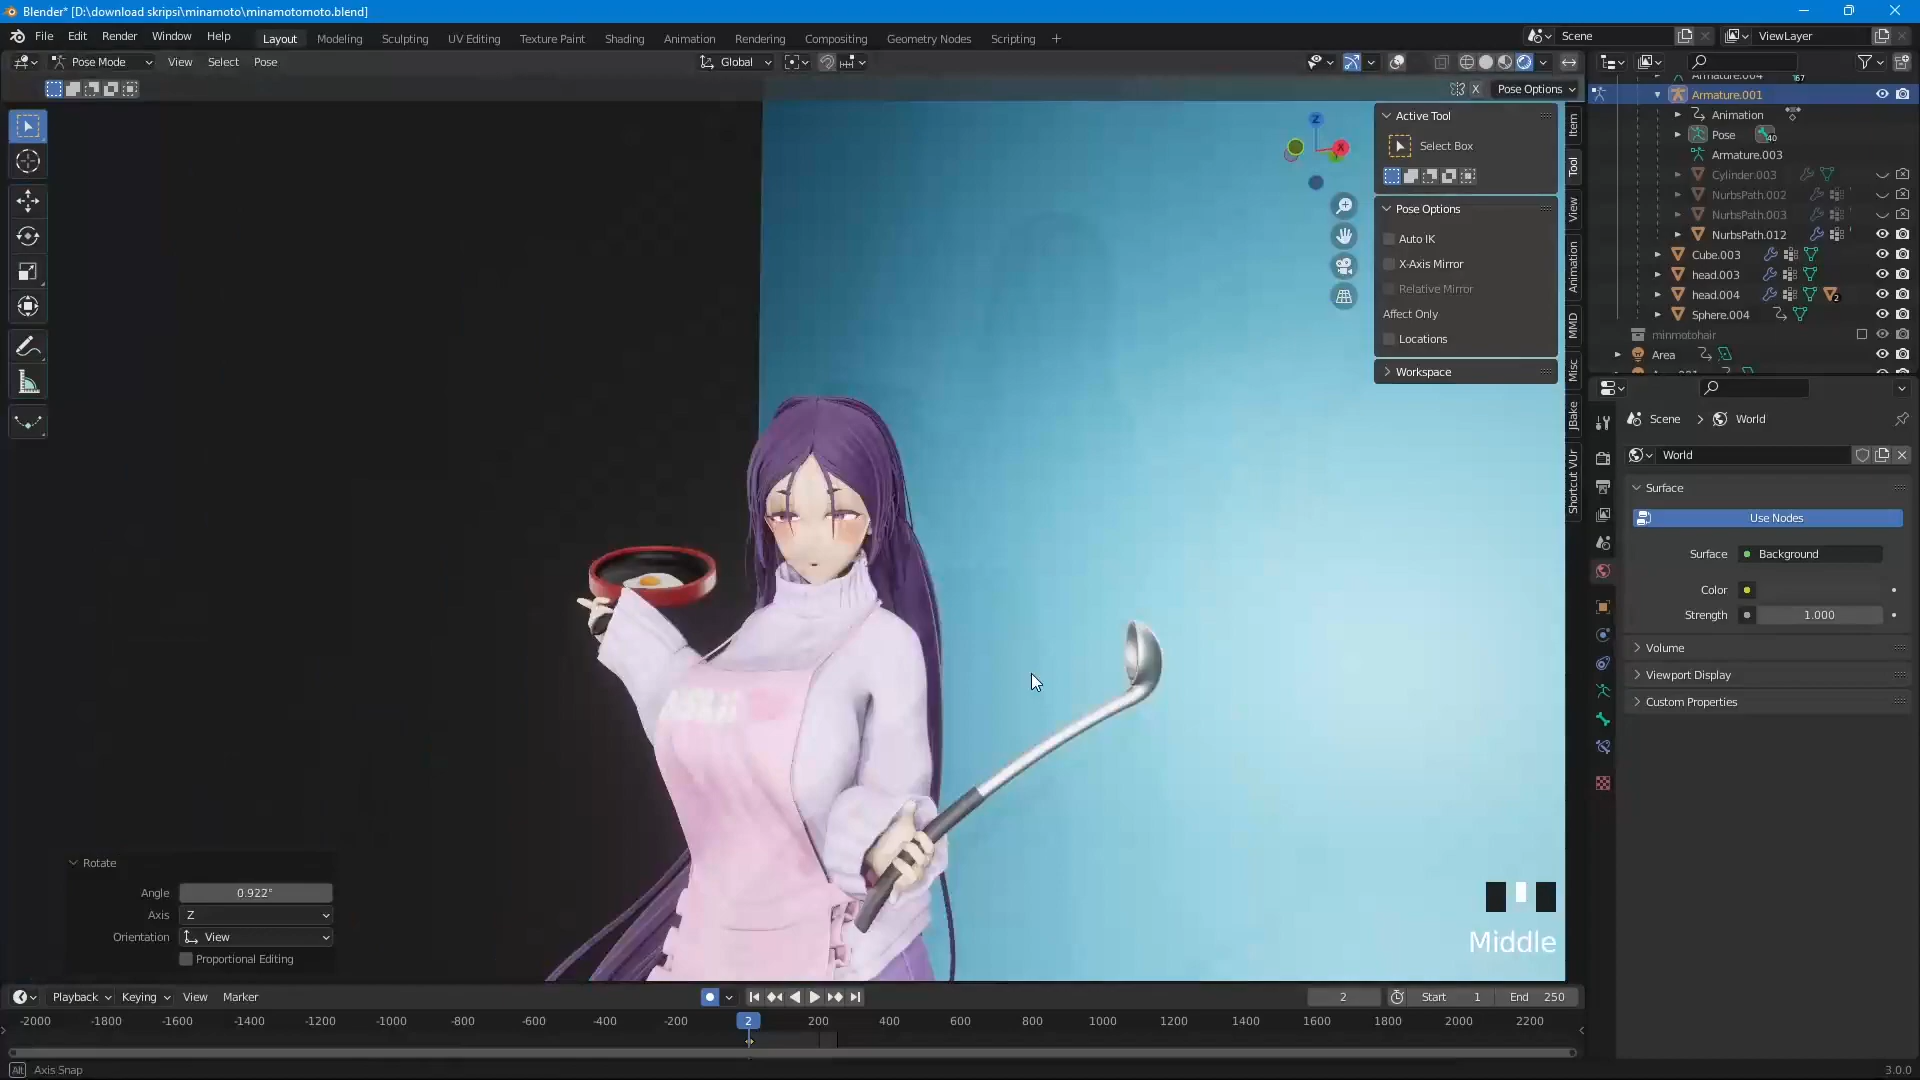 Blender* [D:\download skripsi\minamoto\minamotomoto.blend]
File Edit Render Window Help
Layout Modeling Sculpting UV Editing Texture Paint Shading Animation Rendering Compositing Geometry Nodes Scripting +
Scene
ViewLayer
Pose Mode View Select Pose
Global
X Pose Options
Active Tool
Select Box
Pose Options
Auto IK
X-Axis Mirror
Relative Mirror
Affect Only
Locations
Workspace
Z
X
Item
Tool
View
Animation
MMD
Misc
JBake
Shortcut VUr
Armature.004
Armature.001
Animation
Pose 40
Armature.003
Cylinder.003
NurbsPath.002
NurbsPath.003
NurbsPath.012
Cube.003
head.003
head.004 2
Sphere.004
minmotohair
Area
Scene > World
World
Surface
Use Nodes
Surface Background
Color
Strength 1.000
Volume
Viewport Display
Custom Properties
Rotate
Angle 0.922°
Axis Z
Orientation View
Proportional Editing
Middle
Playback Keying View Marker
2 Start 1 End 250
-2000 -1800 -1600 -1400 -1200 -1000 -800 -600 -400 -200 2 200 400 600 800 1000 1200 1400 1600 1800 2000 2200
Alt Axis Snap
3.0.0